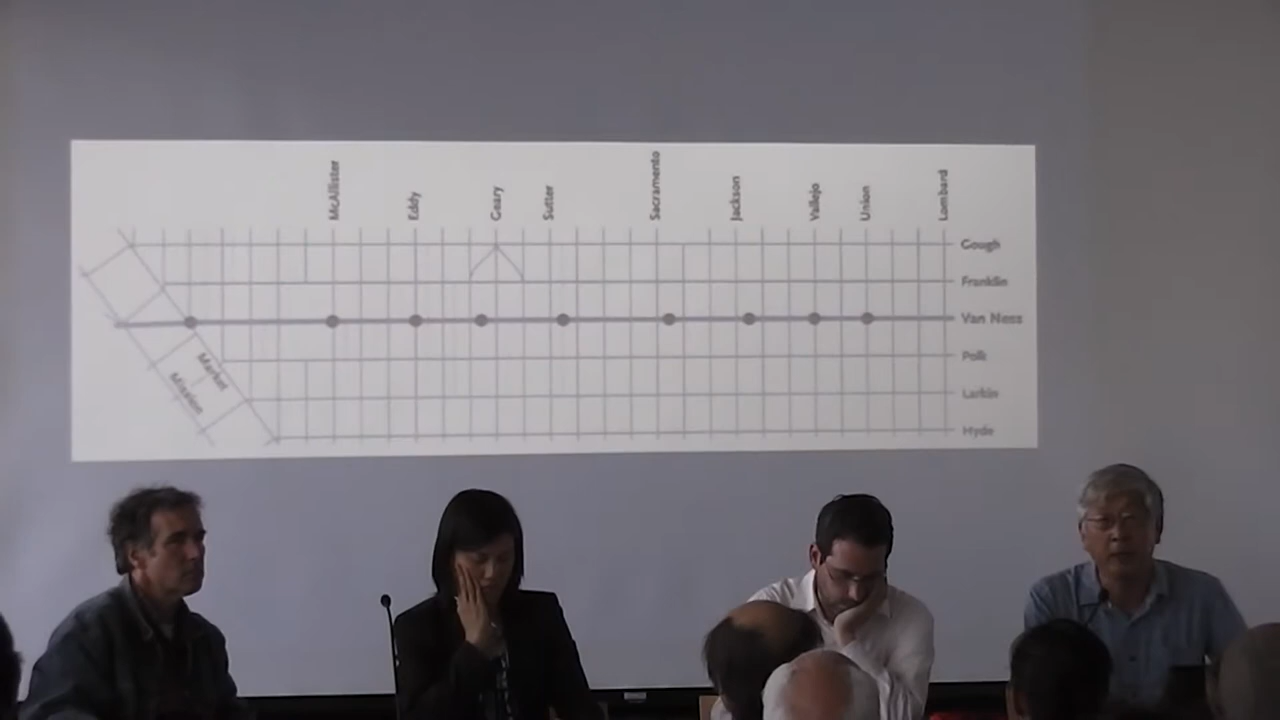 McAllister
Eddy
Geary
Sutter
Sacramento
Jackson
Vallejo
Union
Lombard
Gough
Franklin
Van Ness
Polk
Larkin
Hyde
Market
Mission